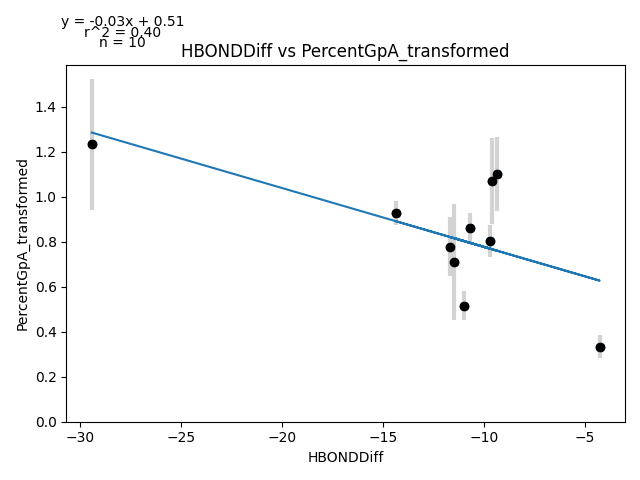 y = -0.03x + 0.51
r^2 = 0.40
n = 10
HBONDDiff vs PercentGpA_transformed
1.4
1.2
1.0
0.8
0.6
0.4
0.2
0.0
PercentGpA_transformed
−30
−25
−20
−15
−10
−5
HBONDDiff